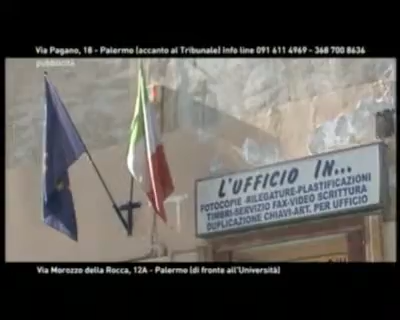 Via Pagano, 18 - Palermo (accanto al Tribunale) info line 091 611 4969 - 368 700 8636
pubblicità
L'UFFICIO IN...
FOTOCOPIE -RILEGATURE-PLASTIFICAZIONI
TIMBRI-SERVIZIO FAX-VIDEO SCRITTURA
DUPLICAZIONE CHIAVI-ART. PER UFFICIO
Via Morozzo della Rocca, 12A - Palermo (di fronte all'Università)